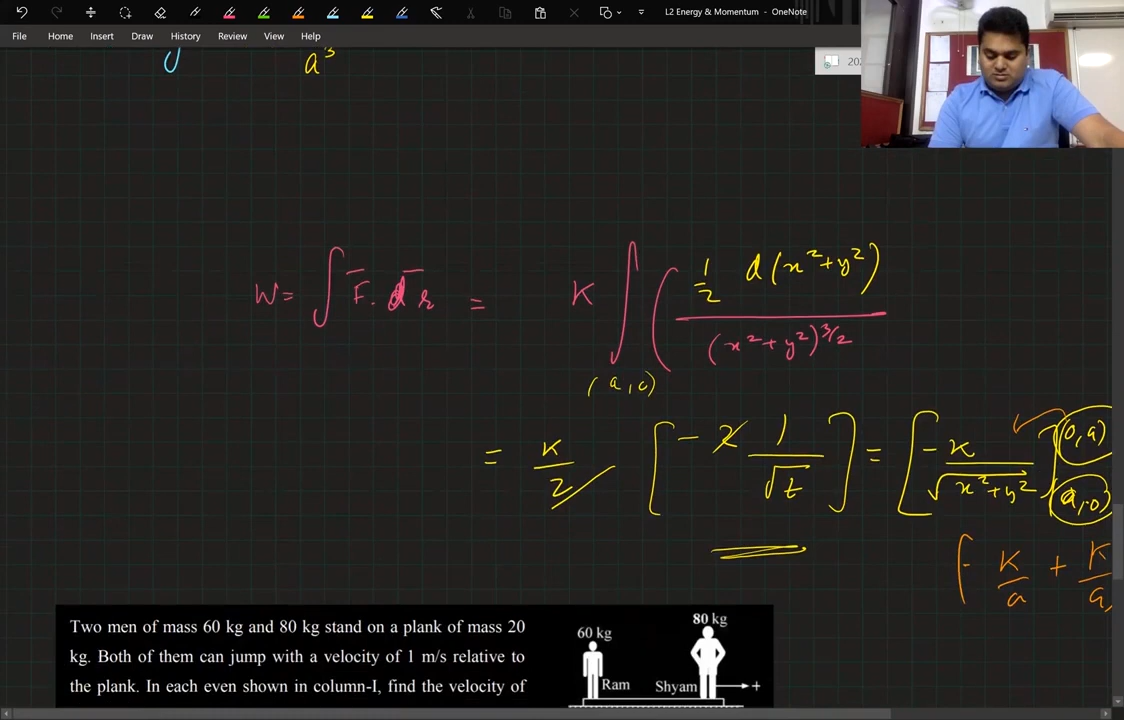 L2 Energy & Momentum - OneNote
File Home Insert Draw History Review View Help
a³
202
W = ∫ F̄ . dr̄ = K ∫ ( ½ d(x²+y²) / (x²+y²)^3/2
(a,0)
= K/2 [ -2 1/√t ] = [ -K/√x²+y² ] (0,a) (a,0)
[ - K/a + K/a
Two men of mass 60 kg and 80 kg stand on a plank of mass 20
kg. Both of them can jump with a velocity of 1 m/s relative to
the plank. In each even shown in column-I, find the velocity of
80 kg
60 kg
Ram Shyam +